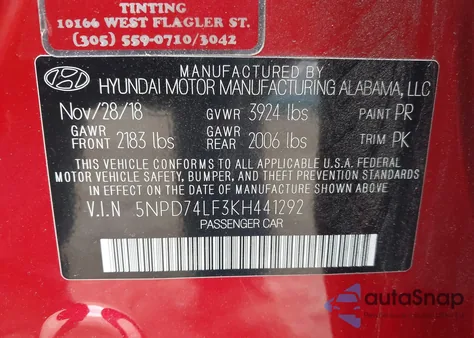 TINTING
10166 WEST FLAGLER ST.
(305) 559-0710/3042
MANUFACTURED BY
HYUNDAI MOTOR MANUFACTURING ALABAMA, LLC
Nov/28/18 GVWR 3924 lbs PAINT PR
GAWR FRONT 2183 lbs GAWR REAR 2006 lbs TRIM PK
THIS VEHICLE CONFORMS TO ALL APPLICABLE U.S.A. FEDERAL
MOTOR VEHICLE SAFETY, BUMPER, AND THEFT PREVENTION
STANDARDS IN EFFECT ON THE DATE OF MANUFACTURE SHOWN ABOVE
V.I.N 5NPD74LF3KH441292
PASSENGER CAR
autoSnap